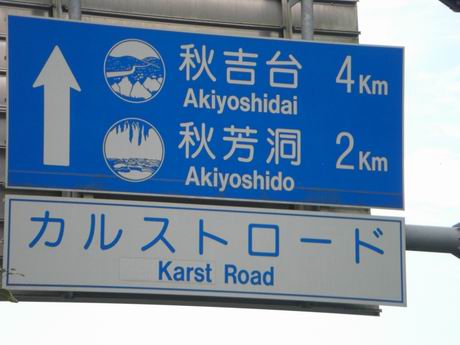 秋吉台 4Km
Akiyoshidai
秋芳洞 2Km
Akiyoshido
カルストロード
Karst Road